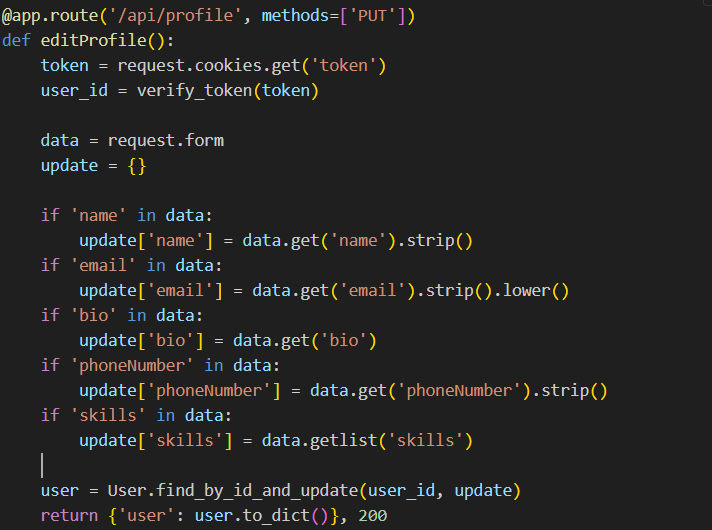 @app.route('/api/profile', methods=['PUT'])
def editProfile():
    token = request.cookies.get('token')
    user_id = verify_token(token)

    data = request.form
    update = {}

    if 'name' in data:
        update['name'] = data.get('name').strip()
    if 'email' in data:
        update['email'] = data.get('email').strip().lower()
    if 'bio' in data:
        update['bio'] = data.get('bio')
    if 'phoneNumber' in data:
        update['phoneNumber'] = data.get('phoneNumber').strip()
    if 'skills' in data:
        update['skills'] = data.getlist('skills')

    user = User.find_by_id_and_update(user_id, update)
    return {'user': user.to_dict()}, 200